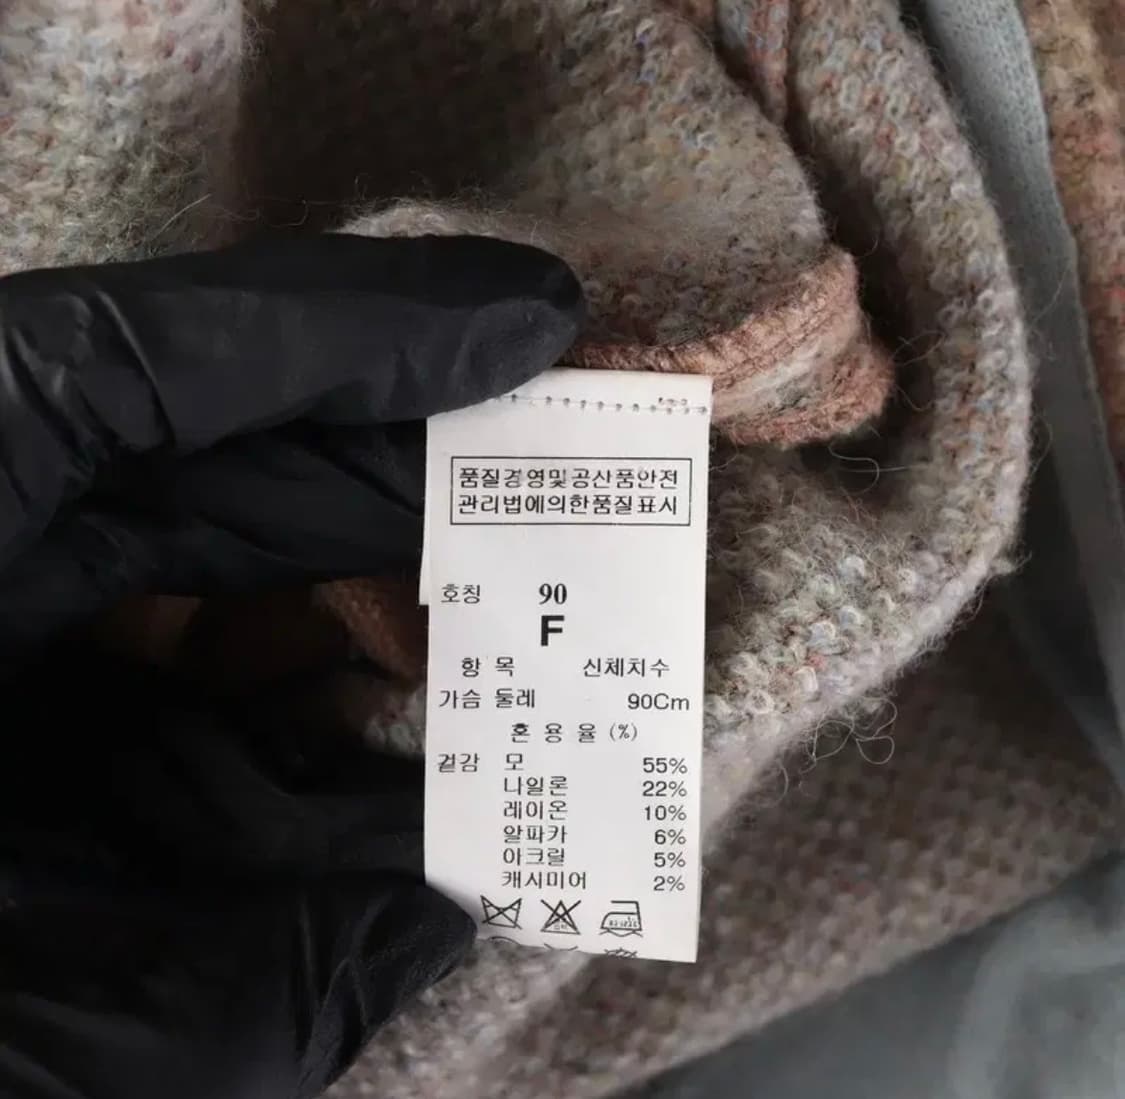 품질경영및공산품안전
관리법에의한품질표시
호칭 90
F
항 목 신체치수
가슴 둘레 90Cm
혼 용 율 (%)
겉감 모 55%
나일론 22%
레이온 10%
알파카 6%
아크릴 5%
캐시미어 2%